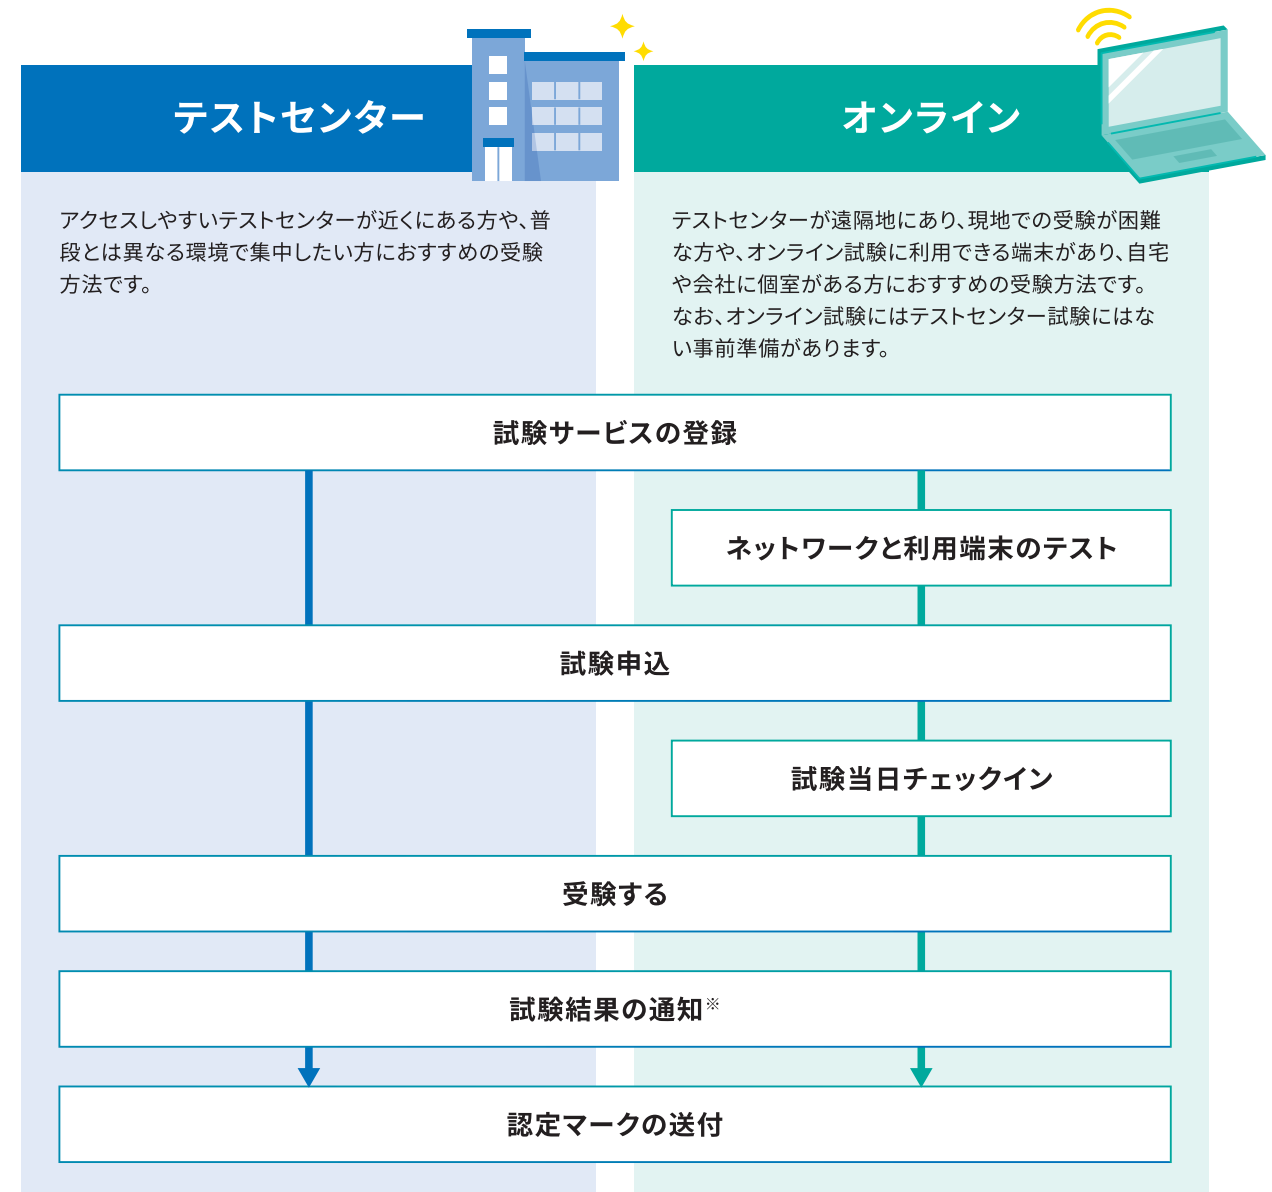 テストセンター
アクセスしやすいテストセンターが近くにある方や、普
段とは異なる環境で集中したい方におすすめの受験
方法です。
オンライン
テストセンターが遠隔地にあり、現地での受験が困難
な方や、オンライン試験に利用できる端末があり、自宅
や会社に個室がある方におすすめの受験方法です。
なお、オンライン試験にはテストセンター試験にはな
い事前準備があります。
試験サービスの登録
ネットワークと利用端末のテスト
試験申込
試験当日チェックイン
受験する
試験結果の通知※
認定マークの送付